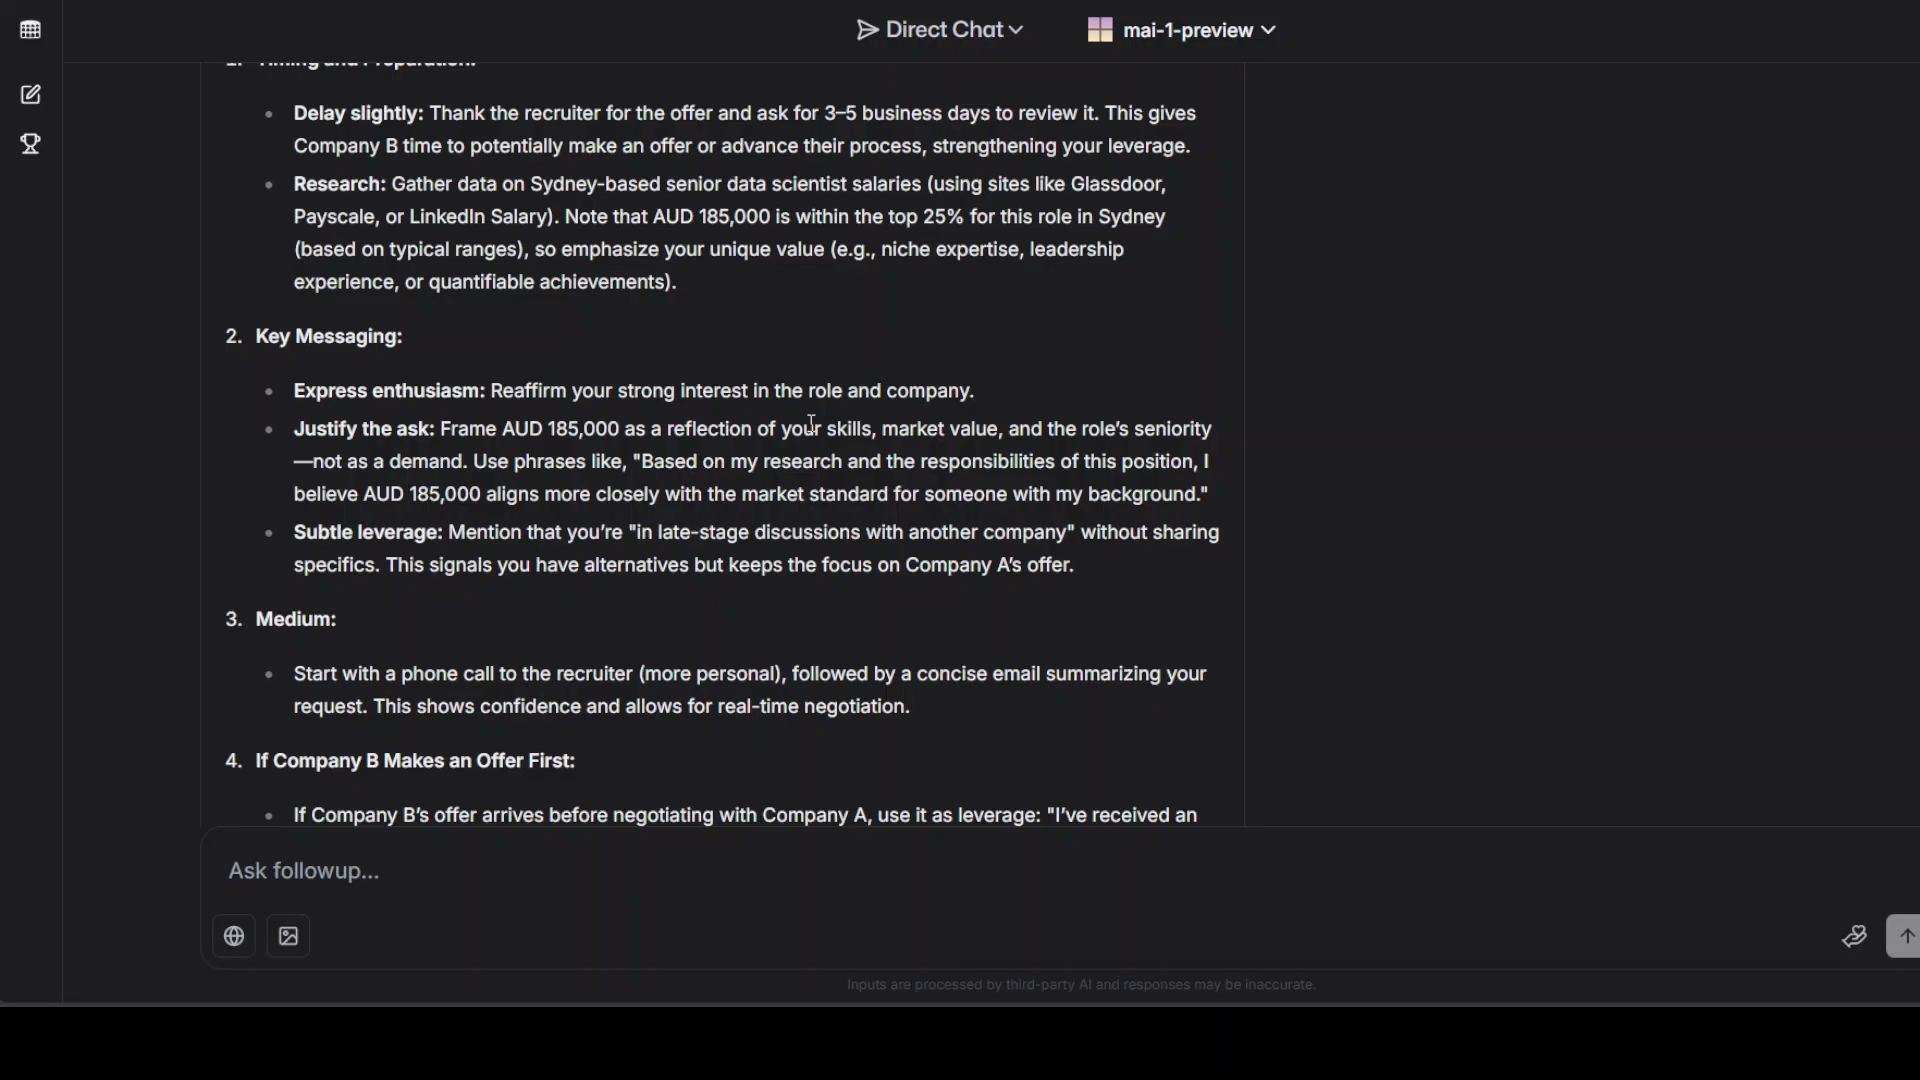 Direct Chat
mai-1-preview
1. Timing and Preparation:
Delay slightly: Thank the recruiter for the offer and ask for 3–5 business days to review it. This gives
Company B time to potentially make an offer or advance their process, strengthening your leverage.
Research: Gather data on Sydney-based senior data scientist salaries (using sites like Glassdoor,
Payscale, or LinkedIn Salary). Note that AUD 185,000 is within the top 25% for this role in Sydney
(based on typical ranges), so emphasize your unique value (e.g., niche expertise, leadership
experience, or quantifiable achievements).
2. Key Messaging:
Express enthusiasm: Reaffirm your strong interest in the role and company.
Justify the ask: Frame AUD 185,000 as a reflection of your skills, market value, and the role’s seniority
—not as a demand. Use phrases like, "Based on my research and the responsibilities of this position, I
believe AUD 185,000 aligns more closely with the market standard for someone with my background."
Subtle leverage: Mention that you’re "in late-stage discussions with another company" without sharing
specifics. This signals you have alternatives but keeps the focus on Company A’s offer.
3. Medium:
Start with a phone call to the recruiter (more personal), followed by a concise email summarizing your
request. This shows confidence and allows for real-time negotiation.
4. If Company B Makes an Offer First:
If Company B’s offer arrives before negotiating with Company A, use it as leverage: "I’ve received an
Ask followup...
Inputs are processed by third-party AI and responses may be inaccurate.